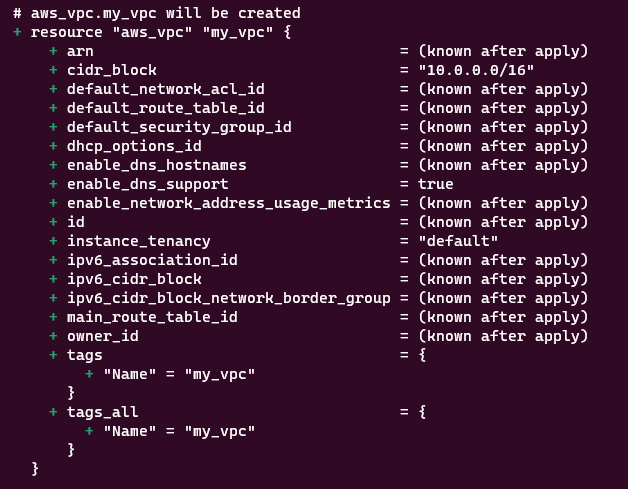 # aws_vpc.my_vpc will be created
+ resource "aws_vpc" "my_vpc" {
    + arn                                  = (known after apply)
    + cidr_block                           = "10.0.0.0/16"
    + default_network_acl_id               = (known after apply)
    + default_route_table_id               = (known after apply)
    + default_security_group_id            = (known after apply)
    + dhcp_options_id                      = (known after apply)
    + enable_dns_hostnames                 = (known after apply)
    + enable_dns_support                   = true
    + enable_network_address_usage_metrics = (known after apply)
    + id                                   = (known after apply)
    + instance_tenancy                     = "default"
    + ipv6_association_id                  = (known after apply)
    + ipv6_cidr_block                      = (known after apply)
    + ipv6_cidr_block_network_border_group = (known after apply)
    + main_route_table_id                  = (known after apply)
    + owner_id                             = (known after apply)
    + tags                                 = {
        + "Name" = "my_vpc"
      }
    + tags_all                             = {
        + "Name" = "my_vpc"
      }
  }